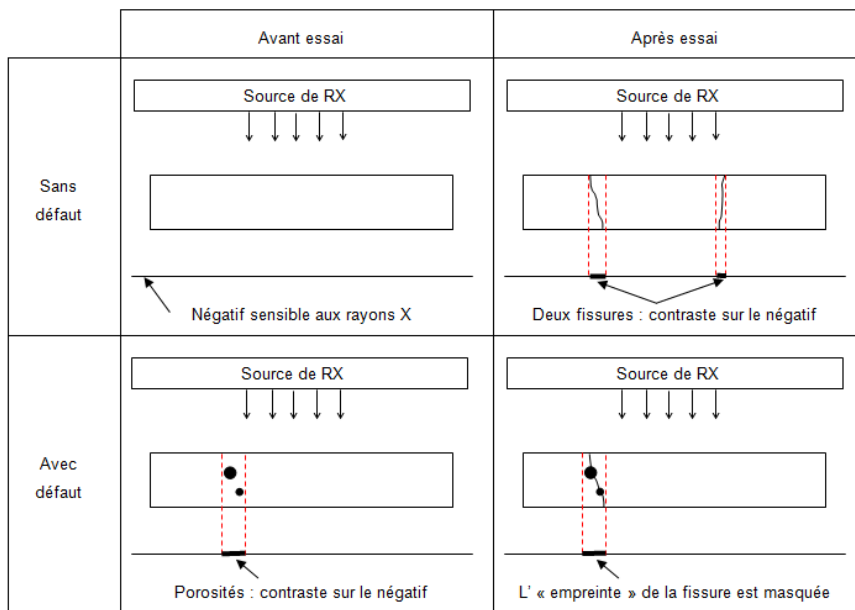 Avant essai
Après essai
Sans
défaut
Source de RX
Négatif sensible aux rayons X
Source de RX
Deux fissures : contraste sur le négatif
Avec
défaut
Source de RX
Porosités : contraste sur le négatif
Source de RX
L' « empreinte » de la fissure est masquée